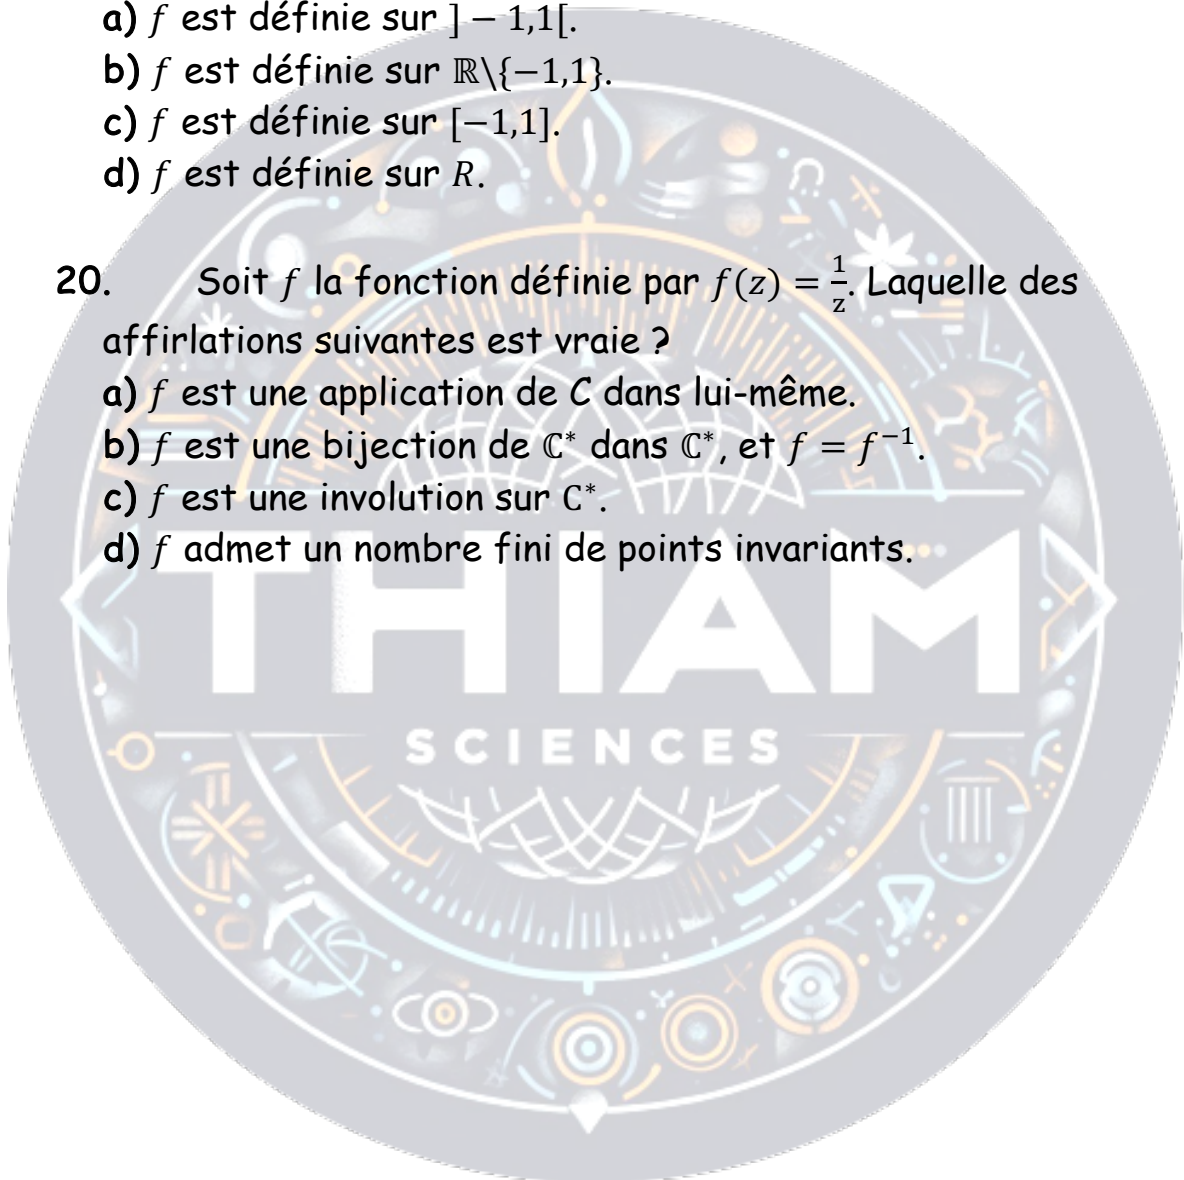 a) f est définie sur ] − 1,1[.
b) f est définie sur ℝ\{−1,1}.
c) f est définie sur [−1,1].
d) f est définie sur R.
20. Soit f la fonction définie par f(z) = 1/z. Laquelle des
affirlations suivantes est vraie ?
a) f est une application de C dans lui-même.
b) f est une bijection de ℂ* dans ℂ*, et f = f⁻¹.
c) f est une involution sur C*.
d) f admet un nombre fini de points invariants.
THIAM
SCIENCES